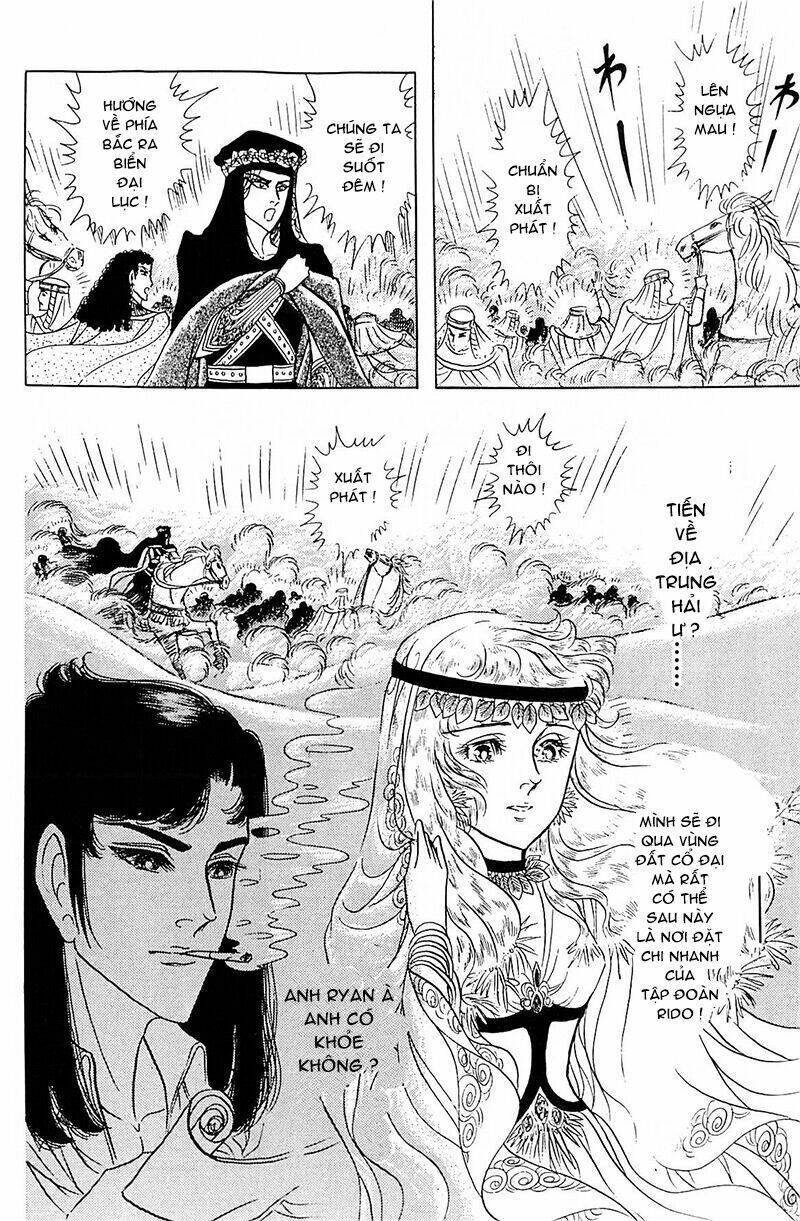 LÊN
NGỰA
MAU !
わ
わ
CHUẨN
BỊ
XUẤT
PHÁT !
CHÚNG TA
SẼ ĐI
SUỐT
ĐÊM !
HƯỚNG
VỀ PHÍA
BẮC RA
BIỂN
ĐẠI
LỤC !
ĐI
THÔI
NÀO !
XUẤT
PHÁT !
TIẾN
VỀ
ĐỊA
TRUNG
HẢI
Ư ?
......
MÌNH SẼ ĐI
QUA VÙNG
ĐẤT CỔ ĐẠI
MÀ RẤT
CÓ THỂ
SAU NÀY
LÀ NƠI ĐẶT
CHI NHANH
CỦA
TẬP ĐOÀN
RIDO !
ANH RYAN À
ANH CÓ
KHỎE
KHÔNG ?